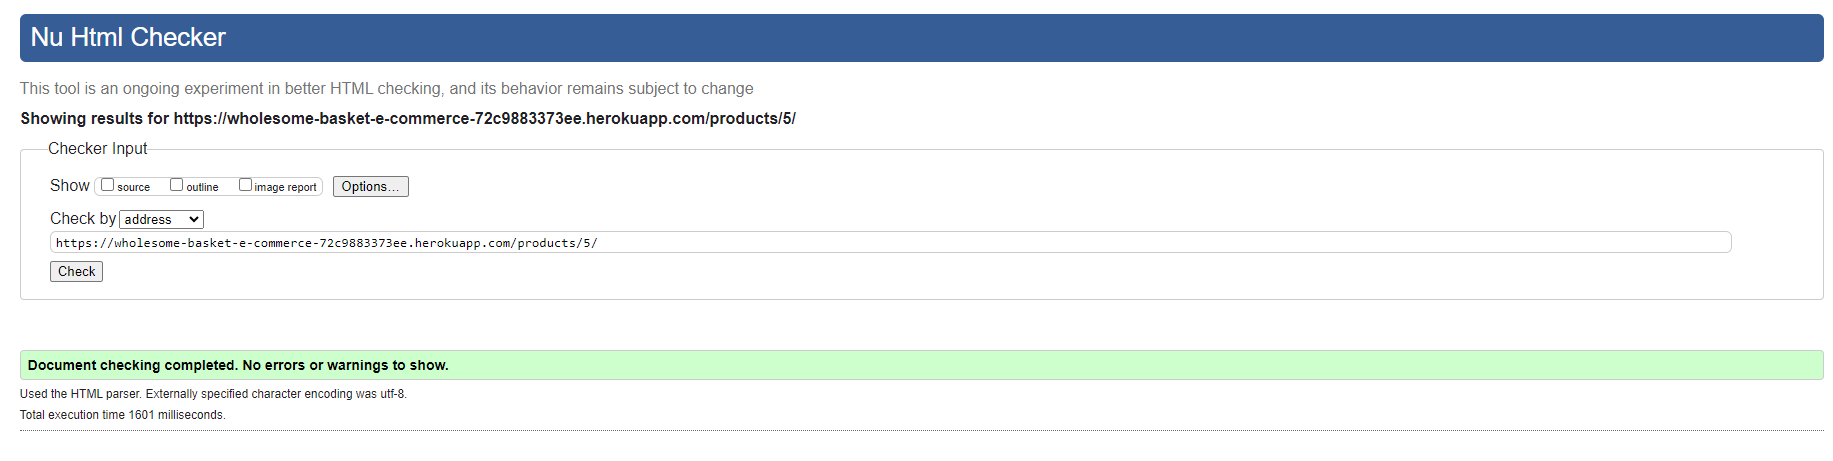 Nu Html Checker
This tool is an ongoing experiment in better HTML checking, and its behavior remains subject to change
Showing results for https://wholesome-basket-e-commerce-72c9883373ee.herokuapp.com/products/5/
Checker Input
Show source outline image report Options...
Check by address
https://wholesome-basket-e-commerce-72c9883373ee.herokuapp.com/products/5/
Check
Document checking completed. No errors or warnings to show.
Used the HTML parser. Externally specified character encoding was utf-8.
Total execution time 1601 milliseconds.